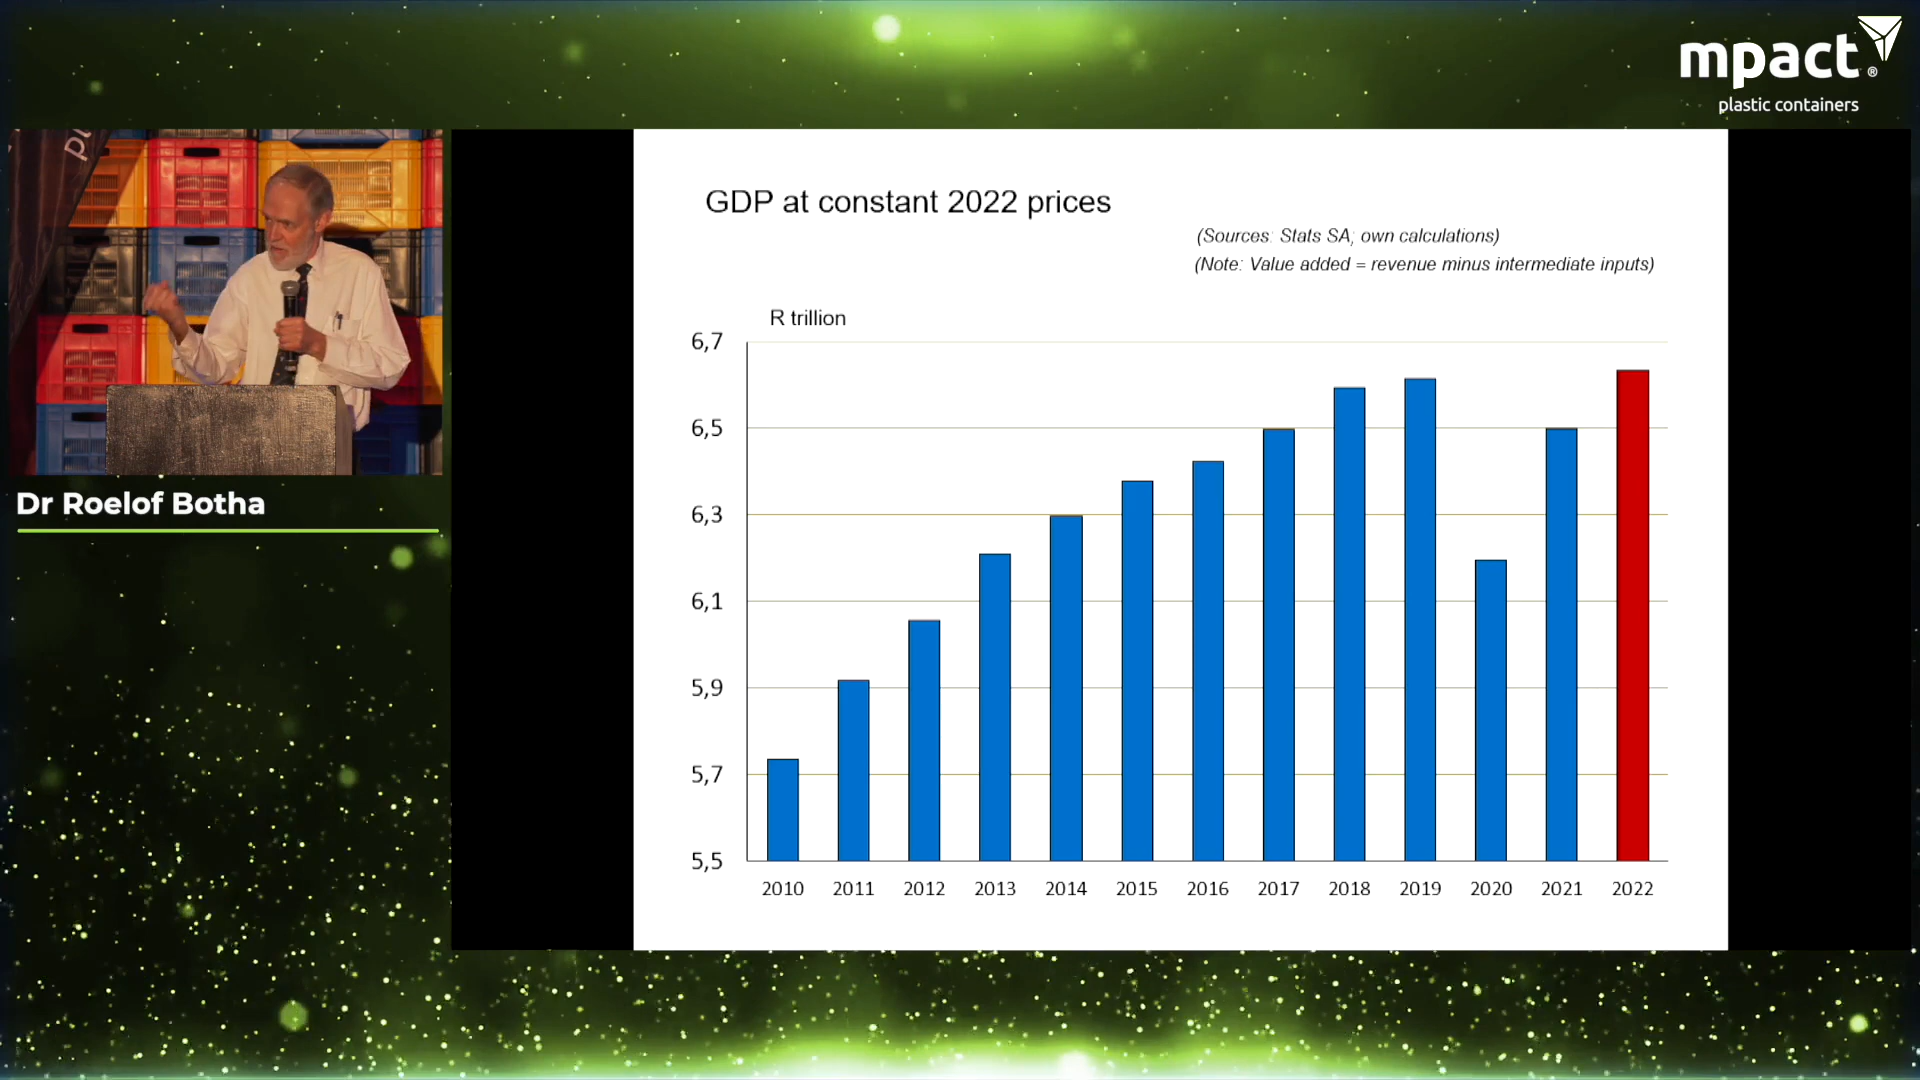 mpact®
plastic containers
pl
Dr Roelof Botha
GDP at constant 2022 prices
(Sources: Stats SA; own calculations)
(Note: Value added = revenue minus intermediate inputs)
R trillion
6,7
6,5
6,3
6,1
5,9
5,7
5,5
2010 2011 2012 2013 2014 2015 2016 2017 2018 2019 2020 2021 2022